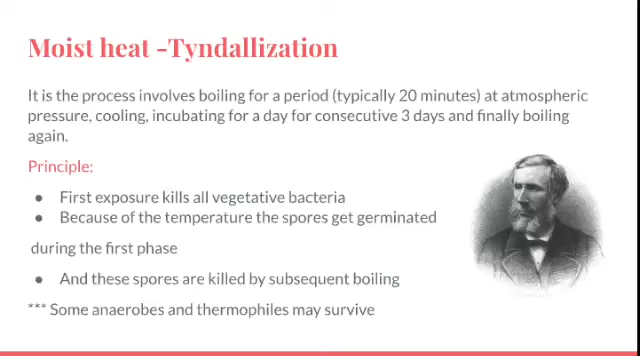 Moist heat -Tyndallization
It is the process involves boiling for a period (typically 20 minutes) at atmospheric
pressure, cooling, incubating for a day for consecutive 3 days and finally boiling
again.
Principle:
● First exposure kills all vegetative bacteria
● Because of the temperature the spores get germinated
during the first phase
● And these spores are killed by subsequent boiling
*** Some anaerobes and thermophiles may survive